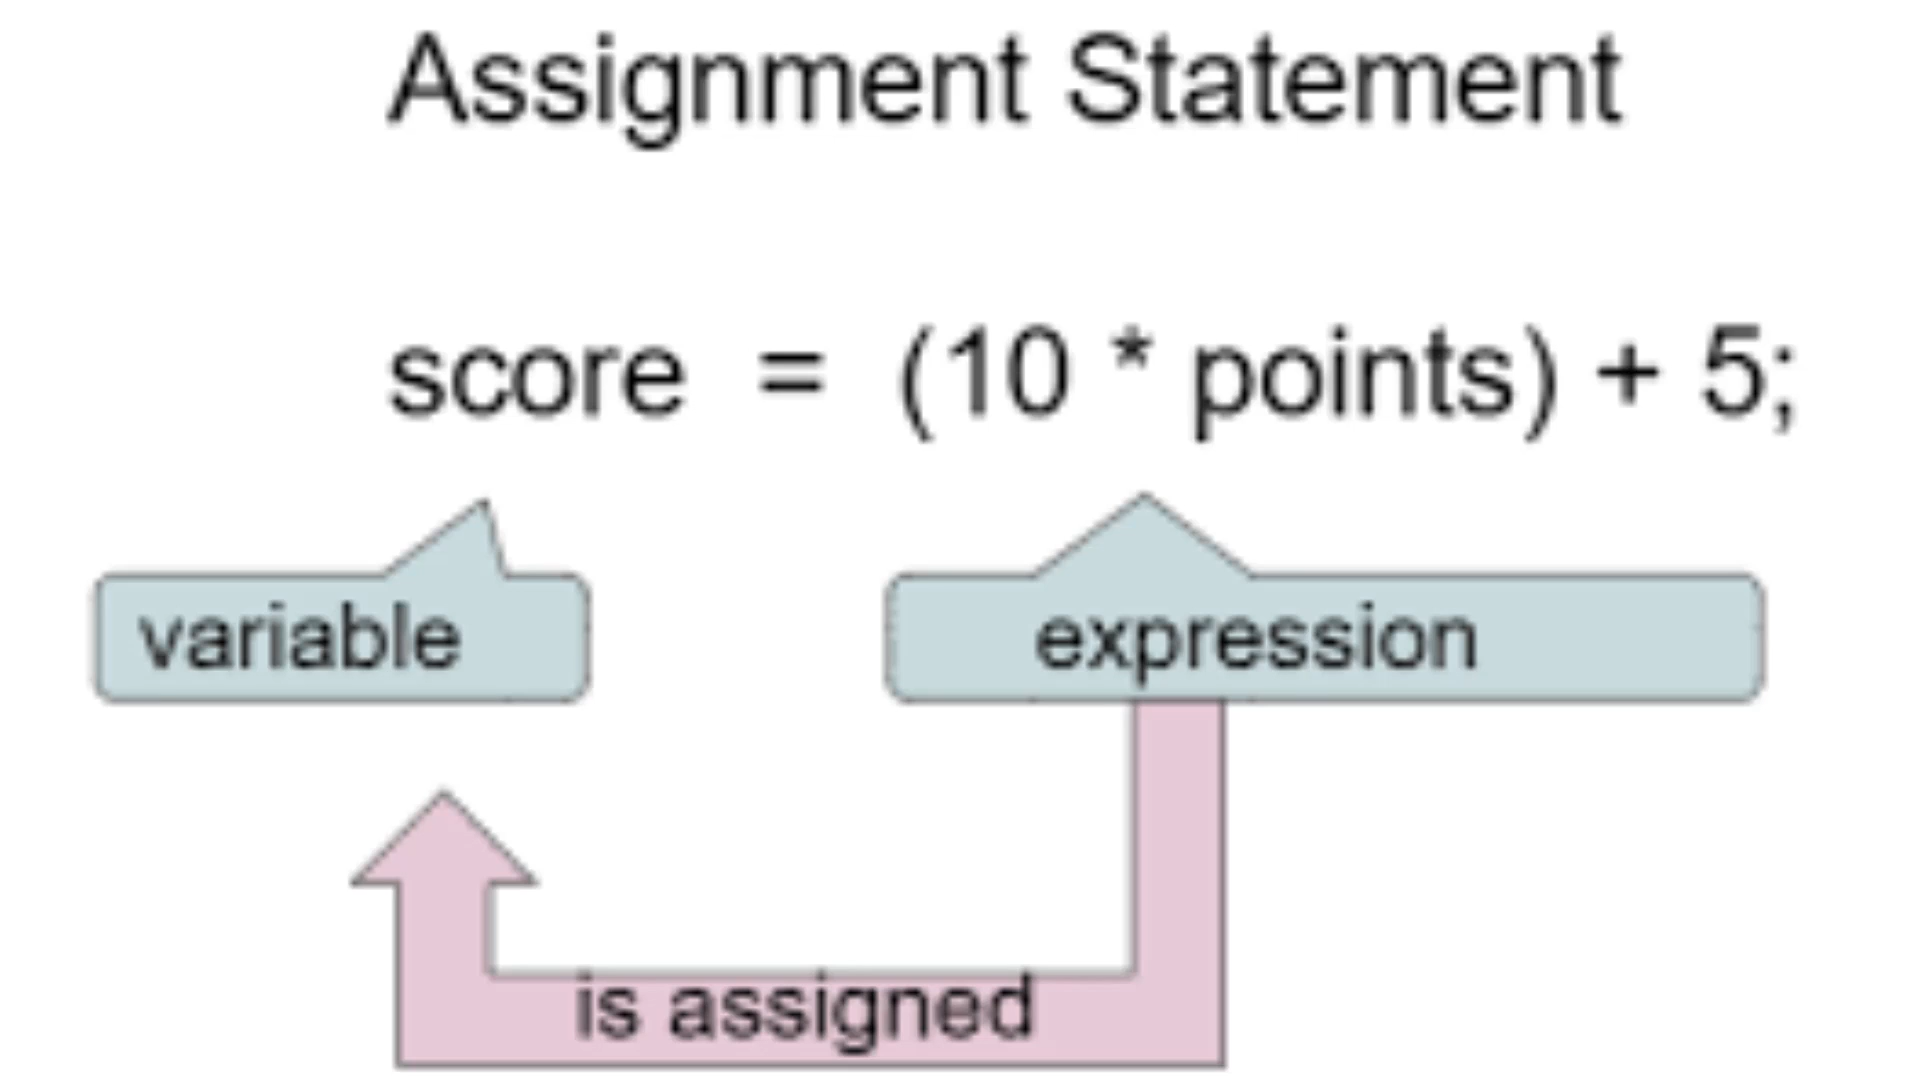 Assignment Statement
score = (10 * points) + 5;
variable
expression
is assigned